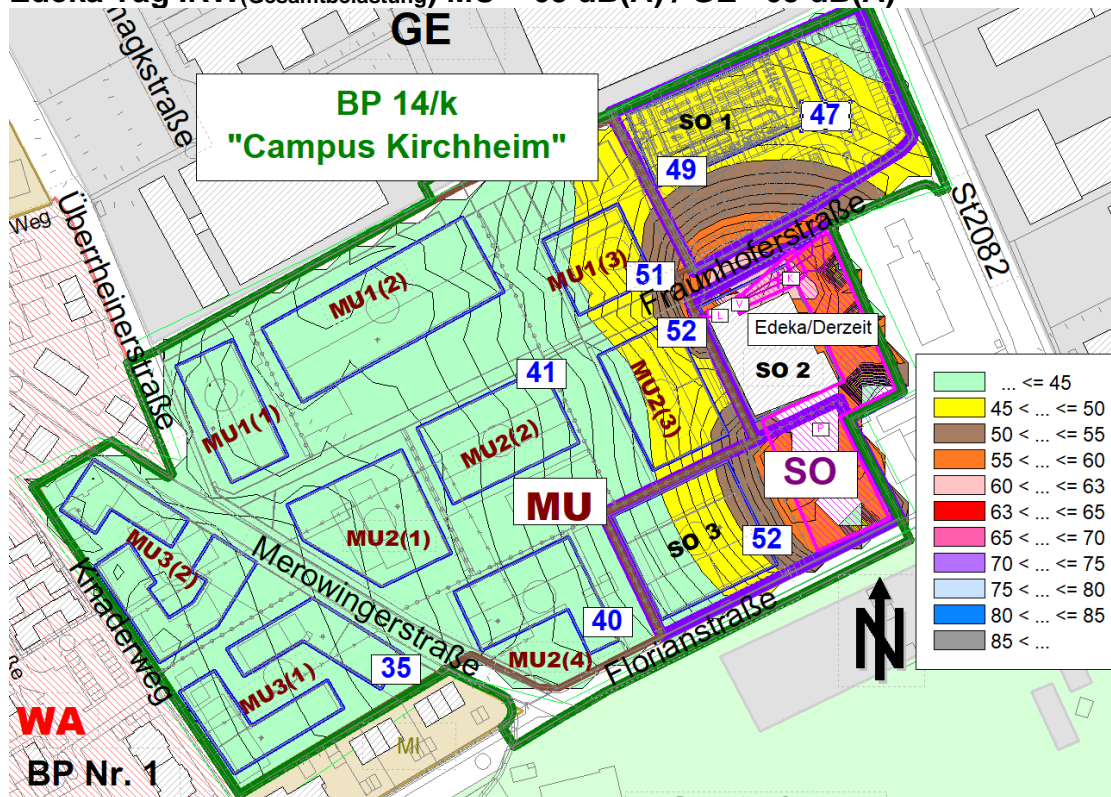 GE
BP 14/k
"Campus Kirchheim"
SO 1
47
49
Weg
Überrheinerstraße
St2082
Fraunhoferstraße
MU1(2)
MU1(3)
51
52
L
V
K
Edeka/Derzeit
SO 2
41
MU1(1)
MU2(3)
MU2(2)
P
SO
MU
MU2(1)
SO 3
52
MU3(2)
Merowingerstraße
Kinaderweg
40
Florianstraße
MU2(4)
35
MU3(1)
MI
WA
BP Nr. 1
N
... <= 45
45 < ... <= 50
50 < ... <= 55
55 < ... <= 60
60 < ... <= 63
63 < ... <= 65
65 < ... <= 70
70 < ... <= 75
75 < ... <= 80
80 < ... <= 85
85 < ...